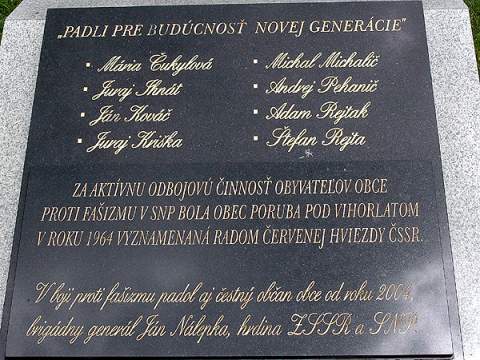 „PADLI PRE BUDÚCNOSŤ NOVEJ GENERÁCIE"
· Mária Čukylová
· Juraj Ihnát
· Ján Kováč
· Juraj Kriška
· Michal Michalič
· Andrej Pehanič
· Adam Rejtak
· Štefan Rejta
ZA AKTÍVNU ODBOJOVÚ ČINNOSŤ OBYVATEĽOV OBCE
PROTI FAŠIZMU V SNP BOLA OBEC PORUBA POD VIHORLATOM
V ROKU 1964 VYZNAMENANÁ RADOM ČERVENEJ HVIEZDY ČSSR.
V boji proti fašizmu padol aj čestný občan obce od roku 2004,
brigádny generál Ján Nálepka, hrdina ZSSR a SNP.